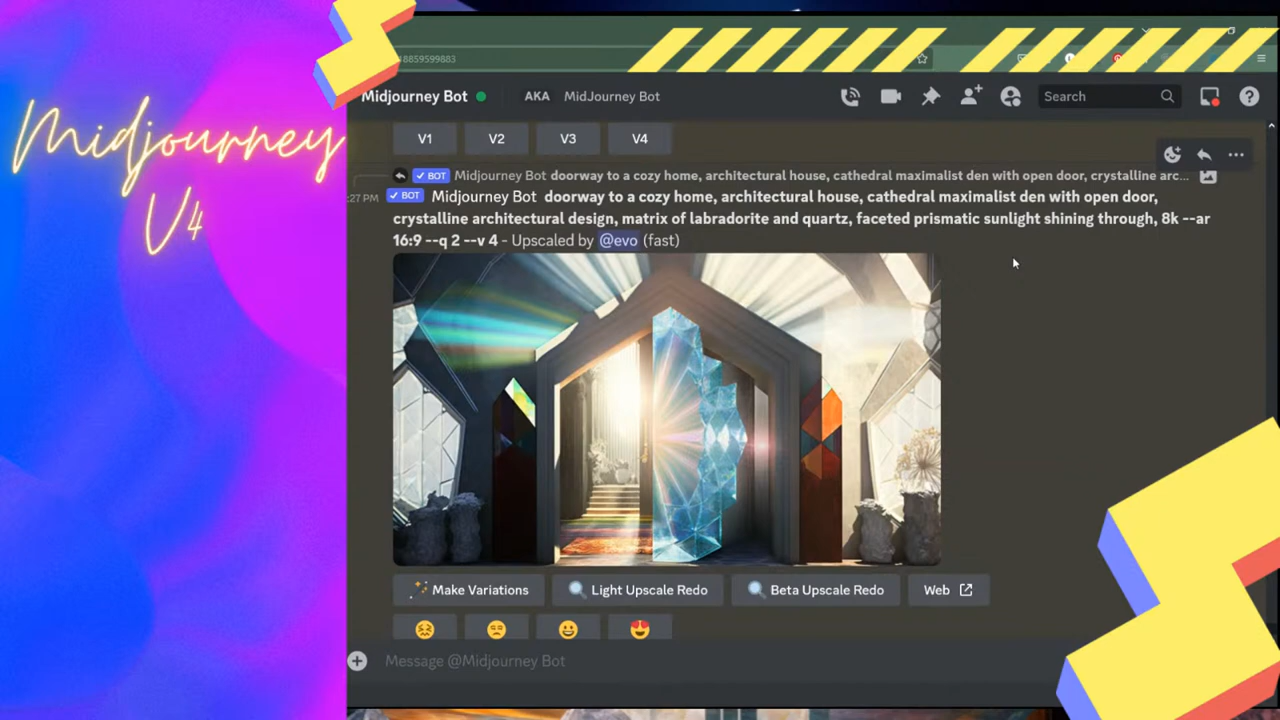 Midjourney
V4
8859599883
Midjourney Bot AKA MidJourney Bot Search
V1 V2 V3 V4
BOT Midjourney Bot doorway to a cozy home, architectural house, cathedral maximalist den with open door, crystalline arc...
:27 PM BOT Midjourney Bot doorway to a cozy home, architectural house, cathedral maximalist den with open door,
crystalline architectural design, matrix of labradorite and quartz, faceted prismatic sunlight shining through, 8k --ar
16:9 --q 2 --v 4 - Upscaled by @evo (fast)
Make Variations Light Upscale Redo Beta Upscale Redo Web
Message @Midjourney Bot